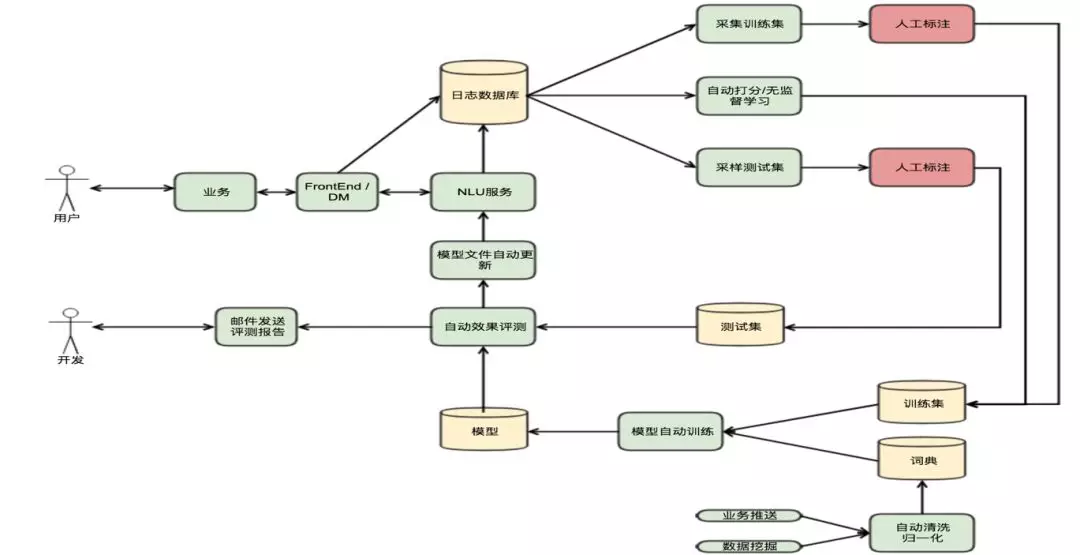 采集训练集
人工标注
日志数据库
自动打分/无监
督学习
采样测试集
人工标注
用户
业务
FrontEnd /
DM
NLU服务
模型文件自动更
新
开发
邮件发送
评测报告
自动效果评测
测试集
模型
模型自动训练
训练集
词典
业务推送
数据挖掘
自动清洗
归一化